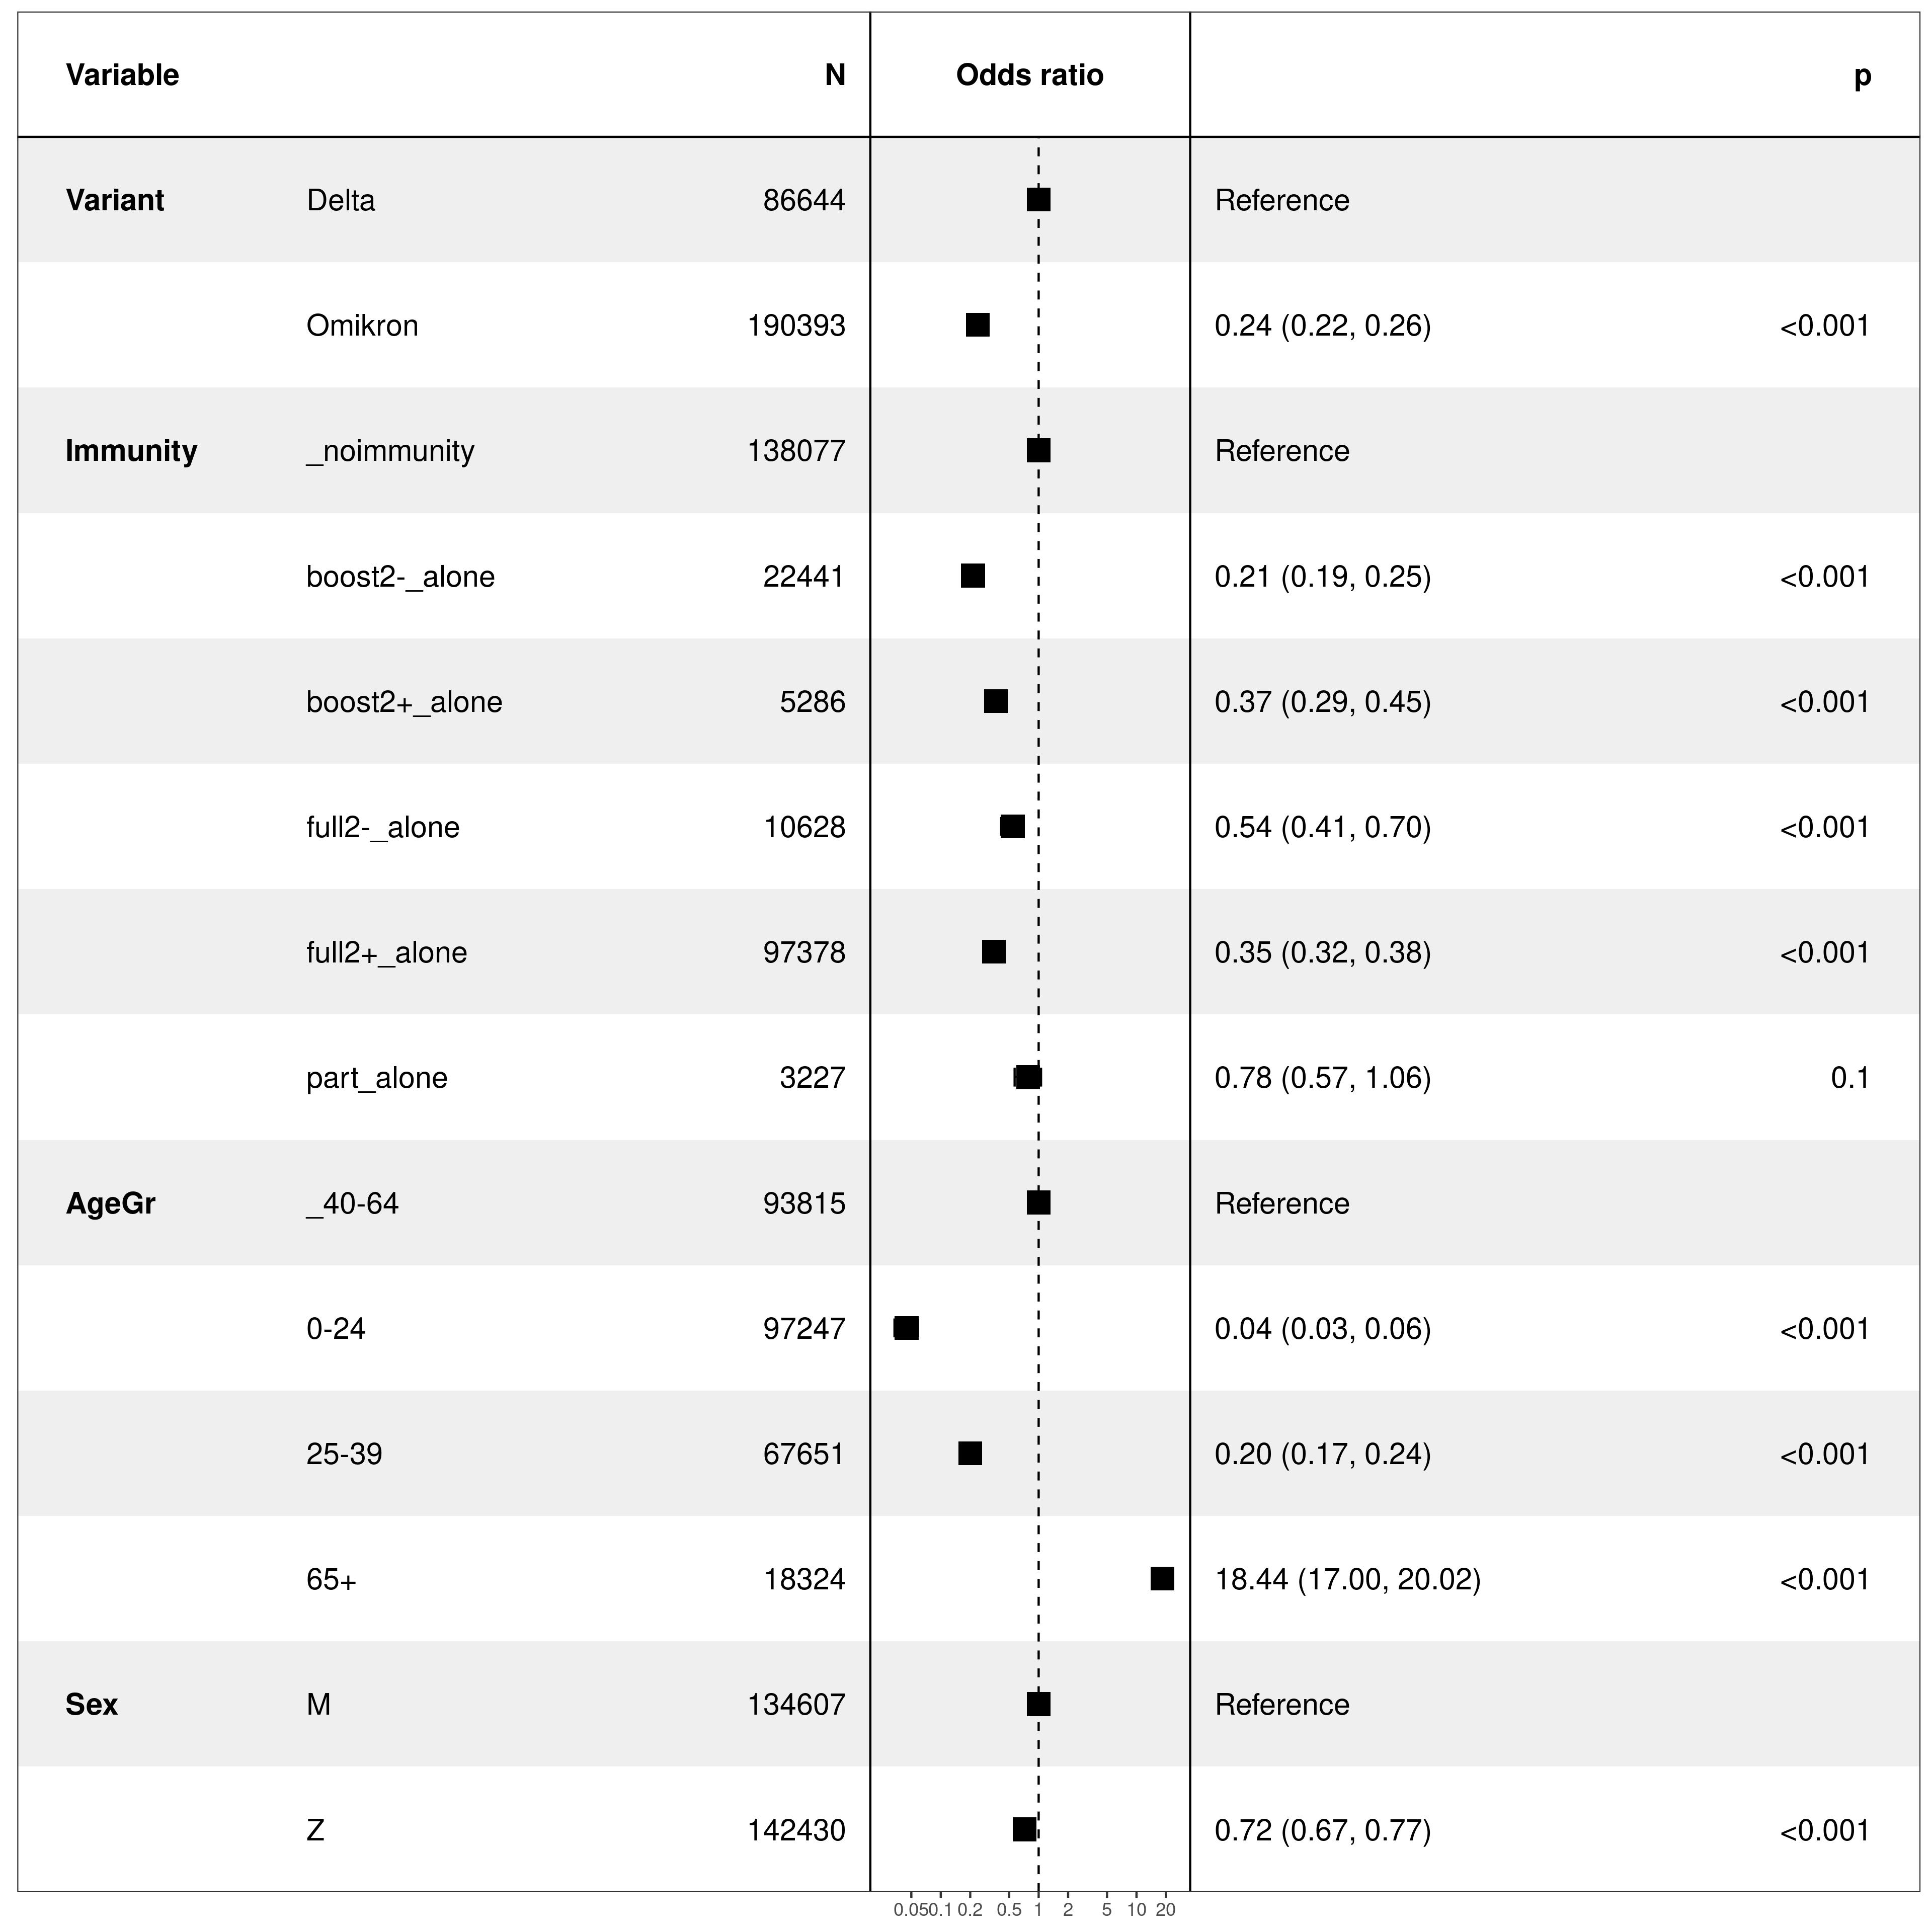 Variable N Odds ratio p
Variant Delta 86644 Reference
Omikron 190393 0.24 (0.22, 0.26) <0.001
Immunity _noimmunity 138077 Reference
boost2-_alone 22441 0.21 (0.19, 0.25) <0.001
boost2+_alone 5286 0.37 (0.29, 0.45) <0.001
full2-_alone 10628 0.54 (0.41, 0.70) <0.001
full2+_alone 97378 0.35 (0.32, 0.38) <0.001
part_alone 3227 0.78 (0.57, 1.06) 0.1
AgeGr _40-64 93815 Reference
0-24 97247 0.04 (0.03, 0.06) <0.001
25-39 67651 0.20 (0.17, 0.24) <0.001
65+ 18324 18.44 (17.00, 20.02) <0.001
Sex M 134607 Reference
Z 142430 0.72 (0.67, 0.77) <0.001
0.05 0.1 0.2 0.5 1 2 5 10 20